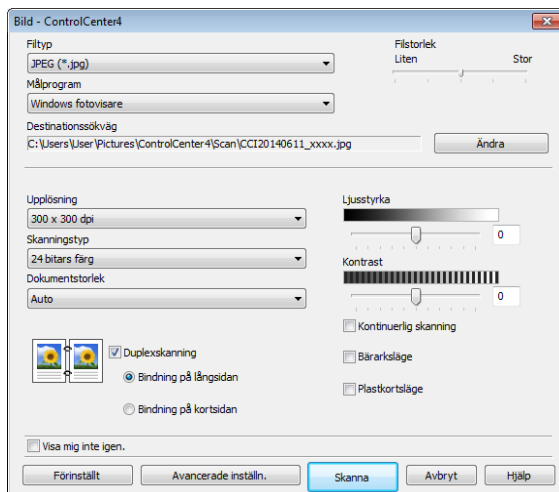 Bild - ControlCenter4
Filtyp
JPEG (*.jpg)
Filstorlek
Liten Stor
Målprogram
Windows fotovisare
Destinationssökväg
C:\Users\User\Pictures\ControlCenter4\Scan\CCI20140611_xxxx.jpg
Ändra
Upplösning
300 x 300 dpi
Skanningstyp
24 bitars färg
Dokumentstorlek
Auto
Ljusstyrka
0
Kontrast
0
Kontinuerlig skanning
Bärarksläge
Plastkortsläge
Duplexskanning
Bindning på långsidan
Bindning på kortsidan
Visa mig inte igen.
Förinställt Avancerade inställn. Skanna Avbryt Hjälp